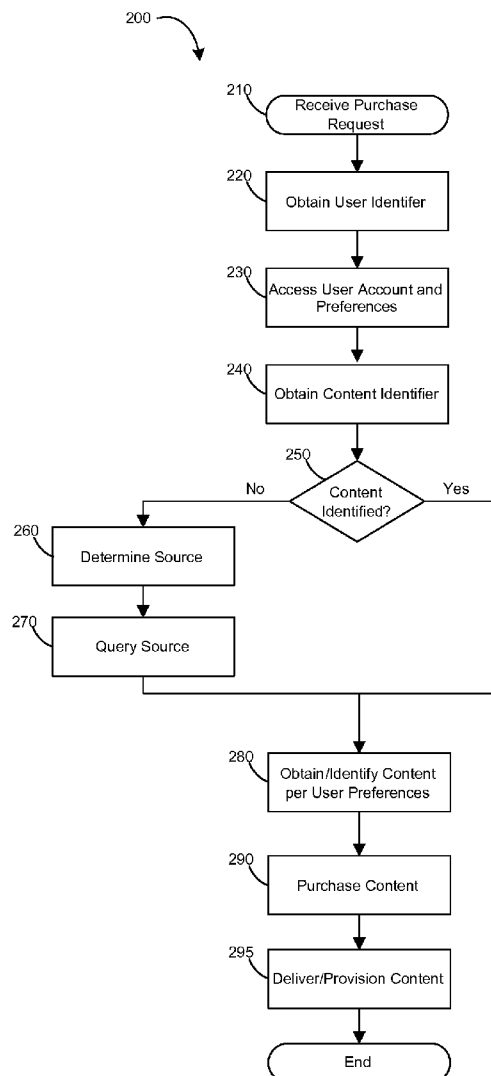 200
210
Receive Purchase
Request
220
Obtain User Identifer
230
Access User Account and
Preferences
240
Obtain Content Identifier
250
Content
Identified?
No
Yes
260
Determine Source
270
Query Source
280
Obtain/Identify Content
per User Preferences
290
Purchase Content
295
Deliver/Provision Content
End